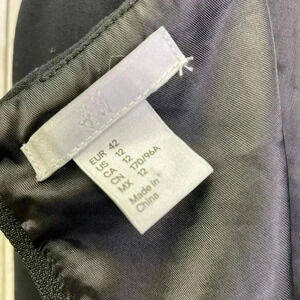 EUR 42
US 12
CA 12
CN 170/96A
MX 12
Made in
China